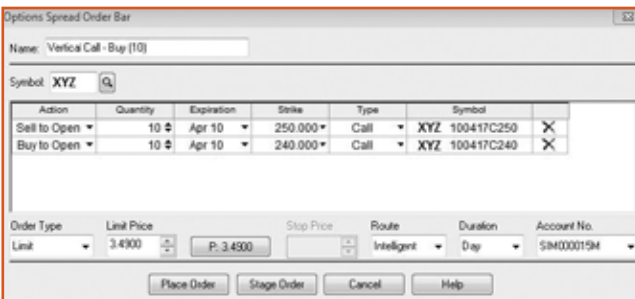 Options Spread Order Bar
Name: Vertical Call - Buy (10)
Symbol: XYZ
Action Quantity Expiration Strike Type Symbol
Sell to Open 10 Apr 10 250.000 Call XYZ 100417C250
Buy to Open 10 Apr 10 240.000 Call XYZ 100417C240
Order Type Limit Price Stop Price Route Duration Account No.
Limit 3.4900 P: 3.4900 Intelligent Day SIM000015M
Place Order Stage Order Cancel Help